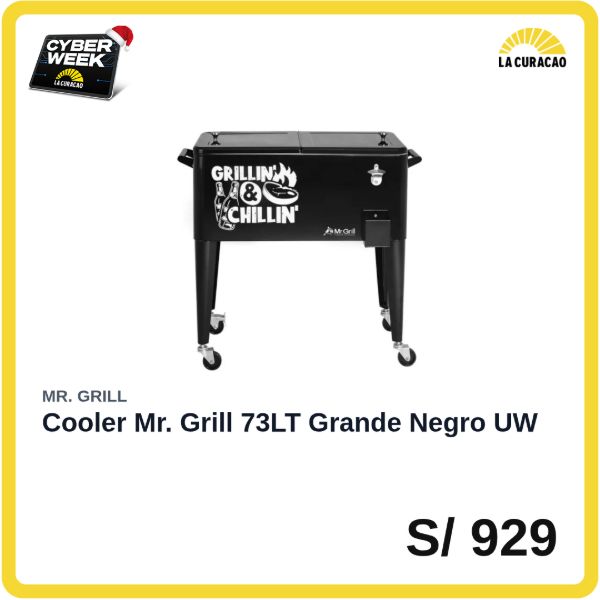 CYBER
WEEK
LA CURACAO
LA CURACAO
GRILLIN'
&
CHILLIN'
Mr.Grill
MR. GRILL
Cooler Mr. Grill 73LT Grande Negro UW
S/ 929